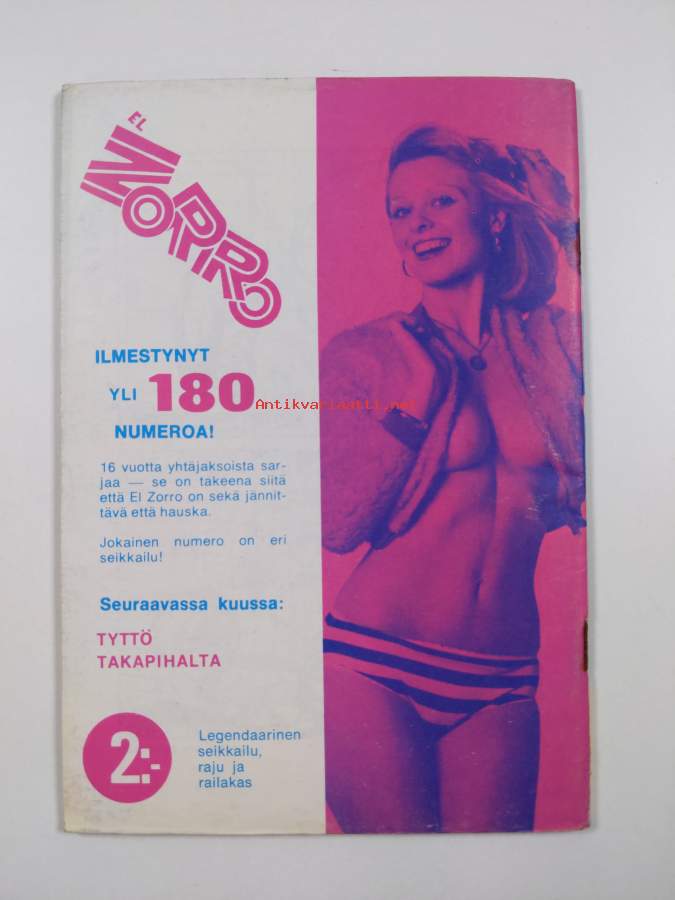 EL
ZORRO
ILMESTYNYT
YLI 180
NUMEROA!
Antikvariaatti.net
16 vuotta yhtäjaksoista sar-
jaa — se on takeena siitä
että El Zorro on sekä jännit-
tävä että hauska.
Jokainen numero on eri
seikkailu!
Seuraavassa kuussa:
TYTTÖ
TAKAPIHALTA
2:-
Legendaarinen
seikkailu,
raju ja
railakas